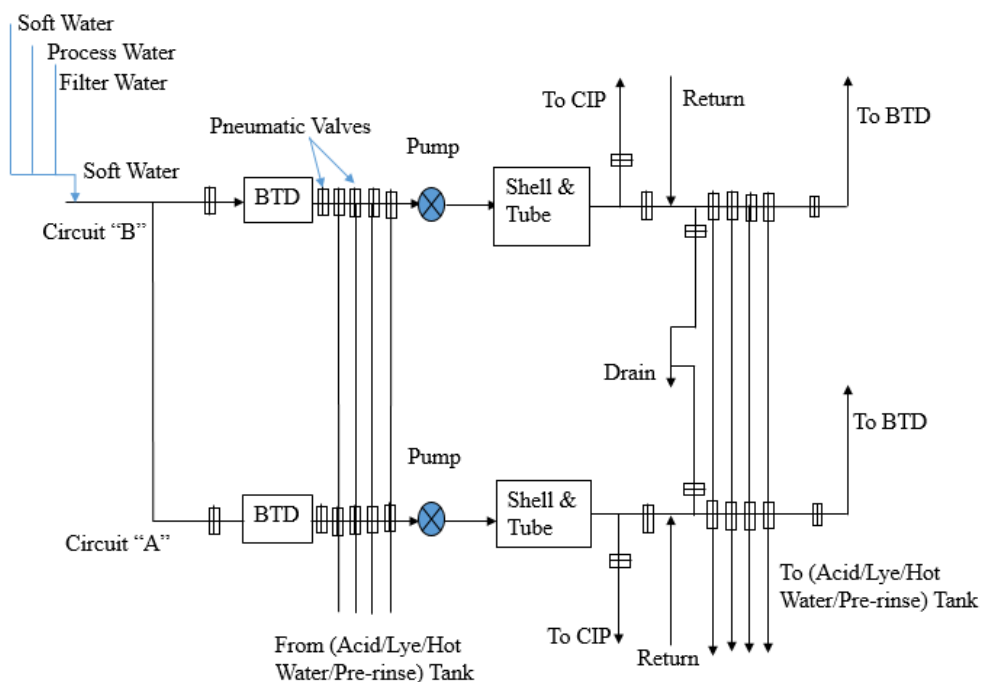 Soft Water
Process Water
Filter Water
Soft Water
Circuit “B”
Pneumatic Valves
BTD
Pump
Shell &
Tube
To CIP
Return
To BTD
Drain
To BTD
Pump
BTD
Shell &
Tube
Circuit “A”
From (Acid/Lye/Hot
Water/Pre-rinse) Tank
To CIP
Return
To (Acid/Lye/Hot
Water/Pre-rinse) Tank